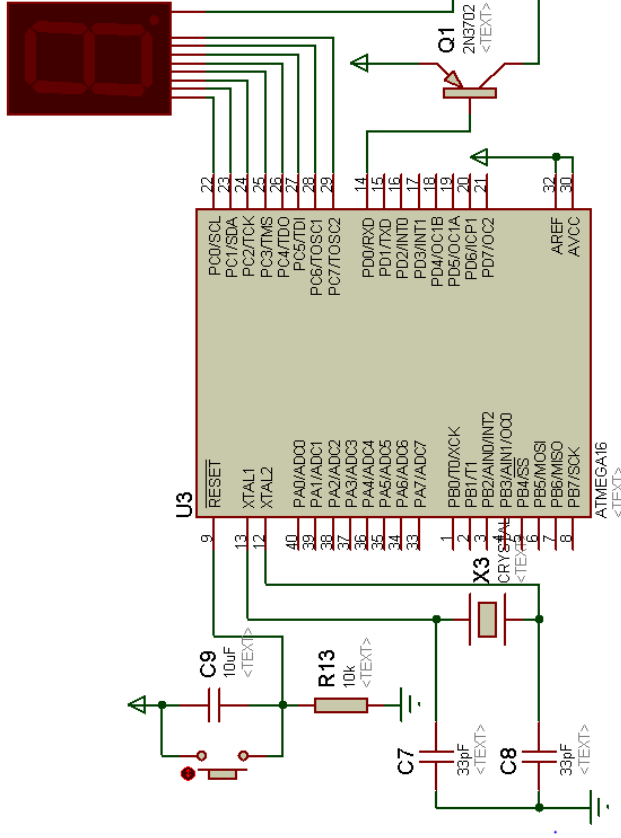 C9
10uF
<TEXT>
R13
10k
<TEXT>
C7
33pF
<TEXT>
C8
33pF
<TEXT>
X3
CRYSTAL
<TEXT>
U3
9 RESET
13 XTAL1
12 XTAL2
40 PA0/ADC0
39 PA1/ADC1
38 PA2/ADC2
37 PA3/ADC3
36 PA4/ADC4
35 PA5/ADC5
34 PA6/ADC6
33 PA7/ADC7
1 PB0/T0/XCK
2 PB1/T1
3 PB2/AIN0/INT2
4 PB3/AIN1/OC0
5 PB4/SS
6 PB5/MOSI
7 PB6/MISO
8 PB7/SCK
PC0/SCL 22
PC1/SDA 23
PC2/TCK 24
PC3/TMS 25
PC4/TDO 26
PC5/TDI 27
PC6/TOSC1 28
PC7/TOSC2 29
PD0/RXD 14
PD1/TXD 15
PD2/INT0 16
PD3/INT1 17
PD4/OC1B 18
PD5/OC1A 19
PD6/ICP1 20
PD7/OC2 21
AREF 32
AVCC 30
ATMEGA16
<TEXT>
Q1
2N3702
<TEXT>